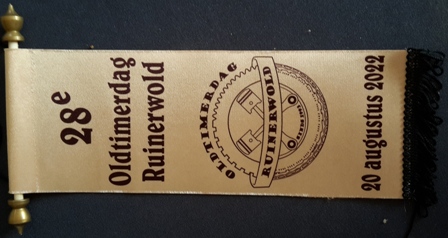 28e
Oldtimerdag
Ruinerwold
OLDTIMERDAG
RUINERWOLD
20 augustus 2022